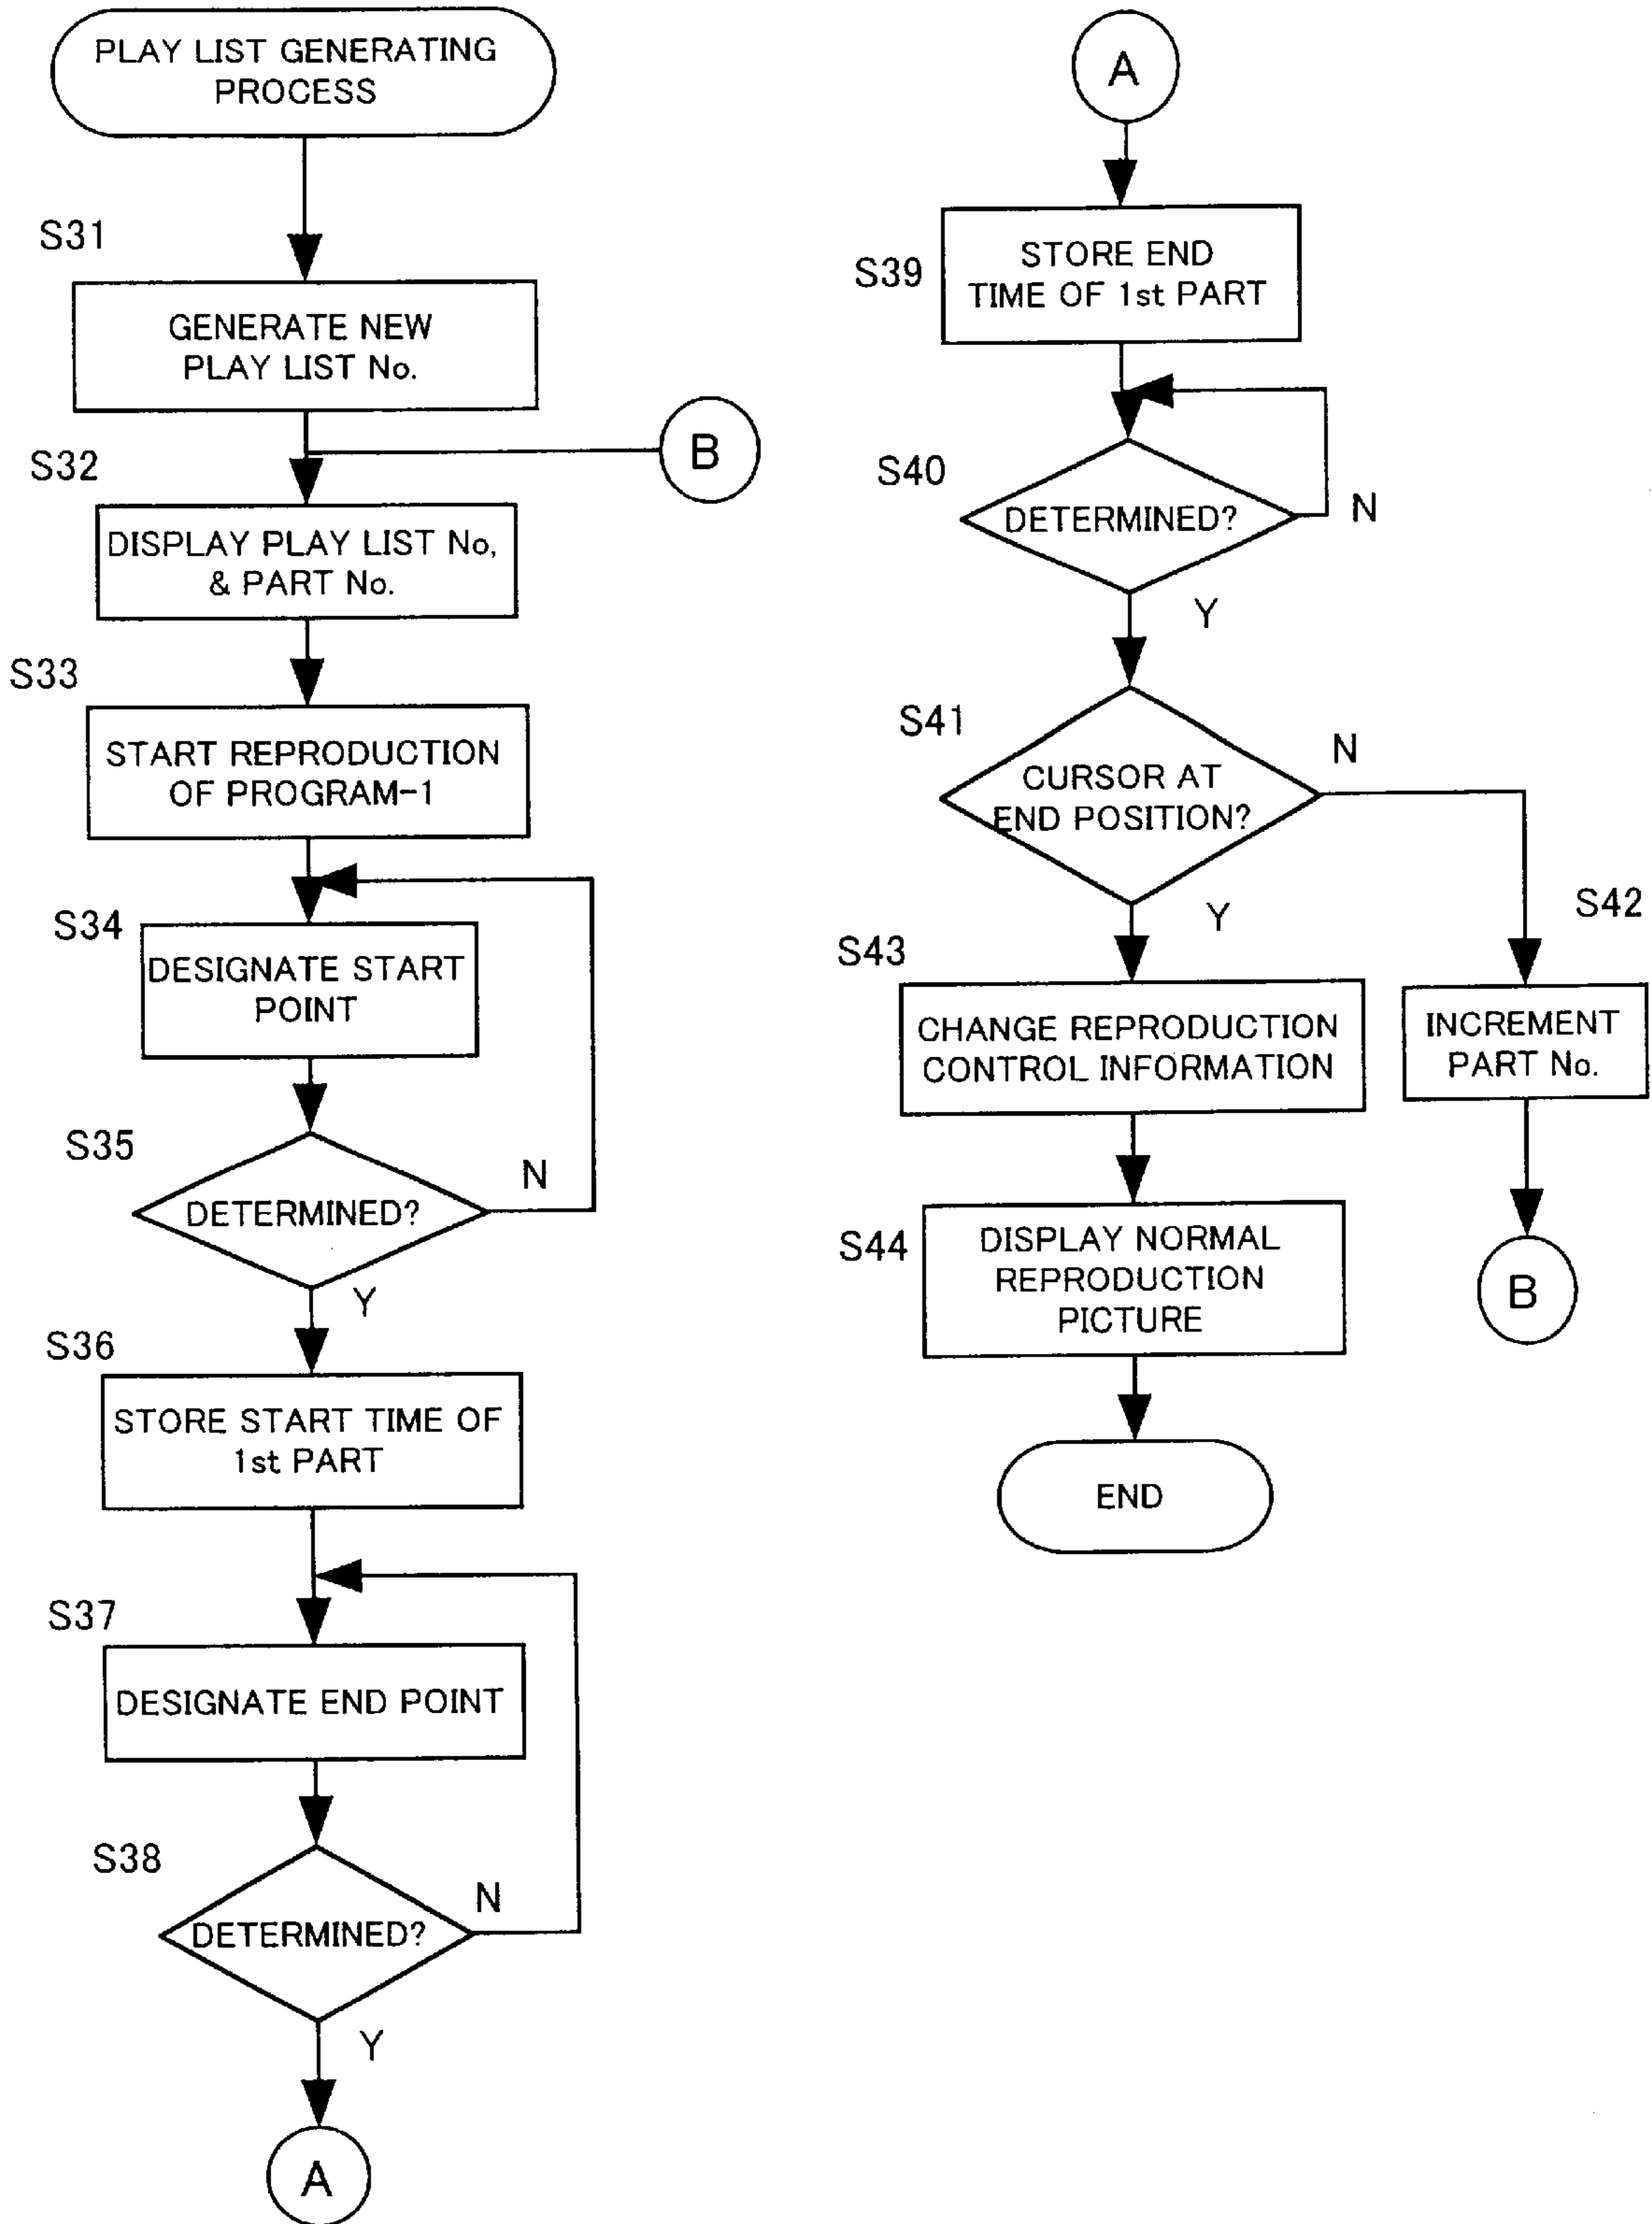 PLAY LIST GENERATING
PROCESS
S31
GENERATE NEW
PLAY LIST No.
B
S32
DISPLAY PLAY LIST No,
& PART No.
S33
START REPRODUCTION
OF PROGRAM-1
S34
DESIGNATE START
POINT
S35
DETERMINED?
N
Y
S36
STORE START TIME OF
1st PART
S37
DESIGNATE END POINT
S38
DETERMINED?
N
Y
A
A
S39
STORE END
TIME OF 1st PART
S40
DETERMINED?
N
Y
S41
CURSOR AT
END POSITION?
N
Y
S42
INCREMENT
PART No.
B
S43
CHANGE REPRODUCTION
CONTROL INFORMATION
S44
DISPLAY NORMAL
REPRODUCTION
PICTURE
END